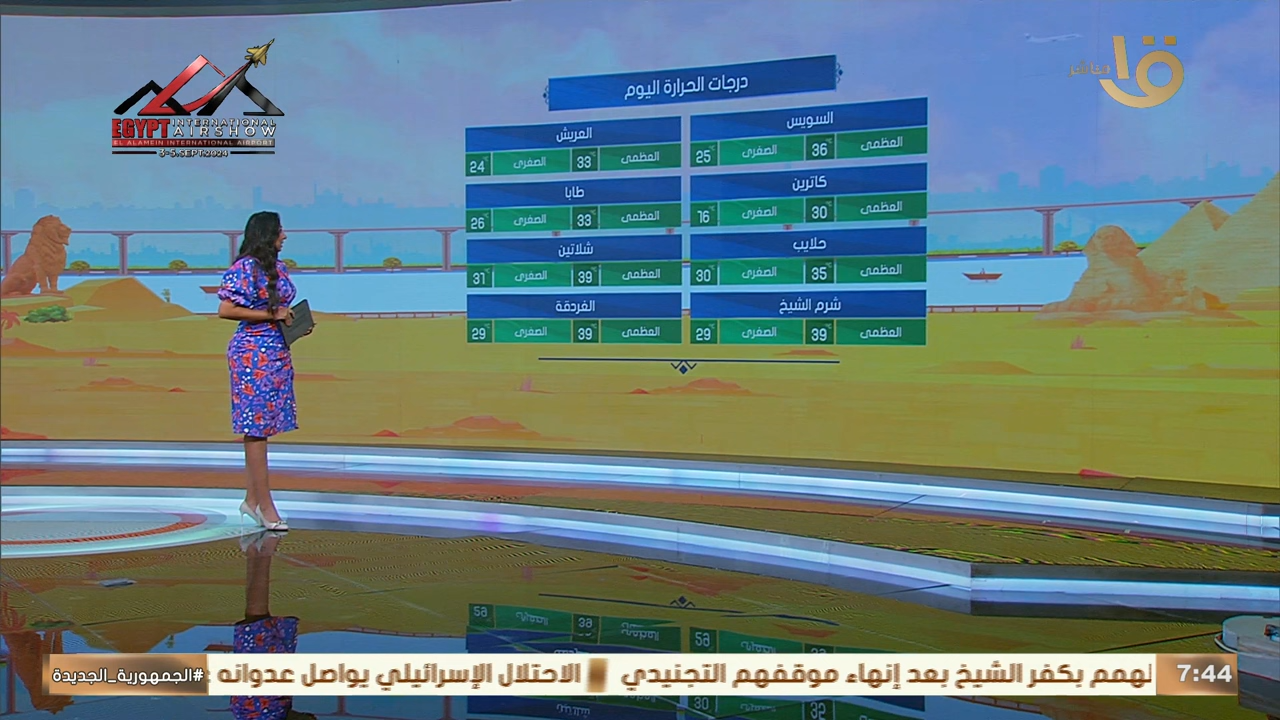 EGYPT INTERNATIONAL
AIRSHOW
EL ALAMEIN INTERNATIONAL AIRPORT
3-5.SEPT.2024
مباشر
درجات الحرارة اليوم
السويس
العظمى 36 الصغرى 25
العريش
العظمى 33 الصغرى 24
كاترين
العظمى 30 الصغرى 16
طابا
العظمى 33 الصغرى 26
حلايب
العظمى 35 الصغرى 30
شلاتين
العظمى 39 الصغرى 31
شرم الشيخ
العظمى 39 الصغرى 29
الغردقة
العظمى 39 الصغرى 29
7:44
لهمم بكفر الشيخ بعد إنهاء موقفهم التجنيدي الاحتلال الإسرائيلي يواصل عدوانه
#الجمهورية_الجديدة